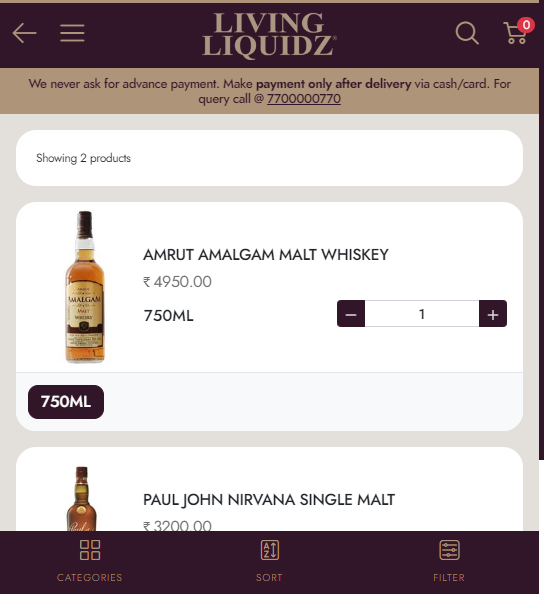 LIVING
LIQUIDZ
0
We never ask for advance payment. Make payment only after delivery via cash/card. For
query call @ 7700000770
Showing 2 products
AMRUT AMALGAM MALT WHISKEY
₹ 4950.00
AMALGAM
MALT
WHISKY
750ML
1
750ML
PAUL JOHN NIRVANA SINGLE MALT
₹ 3200.00
CATEGORIES
SORT
FILTER